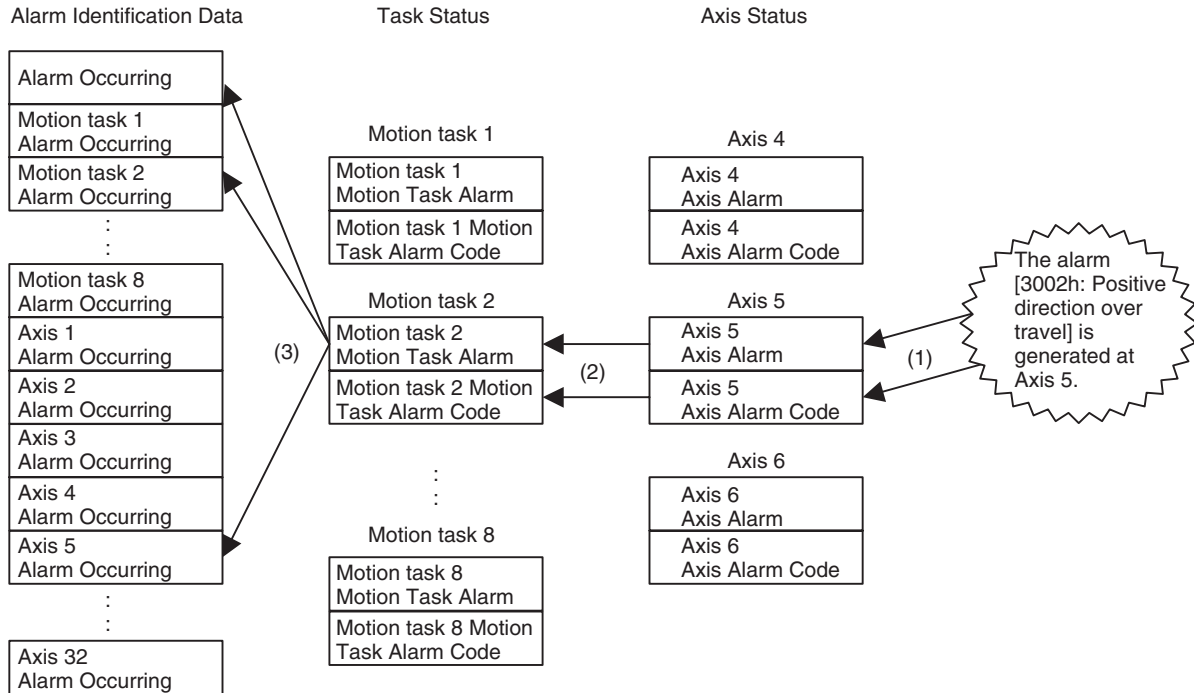 Alarm Identification Data
Task Status
Axis Status
Alarm Occurring
Motion task 1
Alarm Occurring
Motion task 2
Alarm Occurring
:
:
Motion task 8
Alarm Occurring
Axis 1
Alarm Occurring
Axis 2
Alarm Occurring
Axis 3
Alarm Occurring
Axis 4
Alarm Occurring
Axis 5
Alarm Occurring
:
:
Axis 32
Alarm Occurring
(3)
Motion task 1
Motion task 1
Motion Task Alarm
Motion task 1 Motion
Task Alarm Code
Motion task 2
Motion task 2
Motion Task Alarm
Motion task 2 Motion
Task Alarm Code
:
:
Motion task 8
Motion task 8
Motion Task Alarm
Motion task 8 Motion
Task Alarm Code
(2)
Axis 4
Axis 4
Axis Alarm
Axis 4
Axis Alarm Code
Axis 5
Axis 5
Axis Alarm
Axis 5
Axis Alarm Code
Axis 6
Axis 6
Axis Alarm
Axis 6
Axis Alarm Code
(1)
The alarm
[3002h: Positive
direction over
travel] is
generated at
Axis 5.